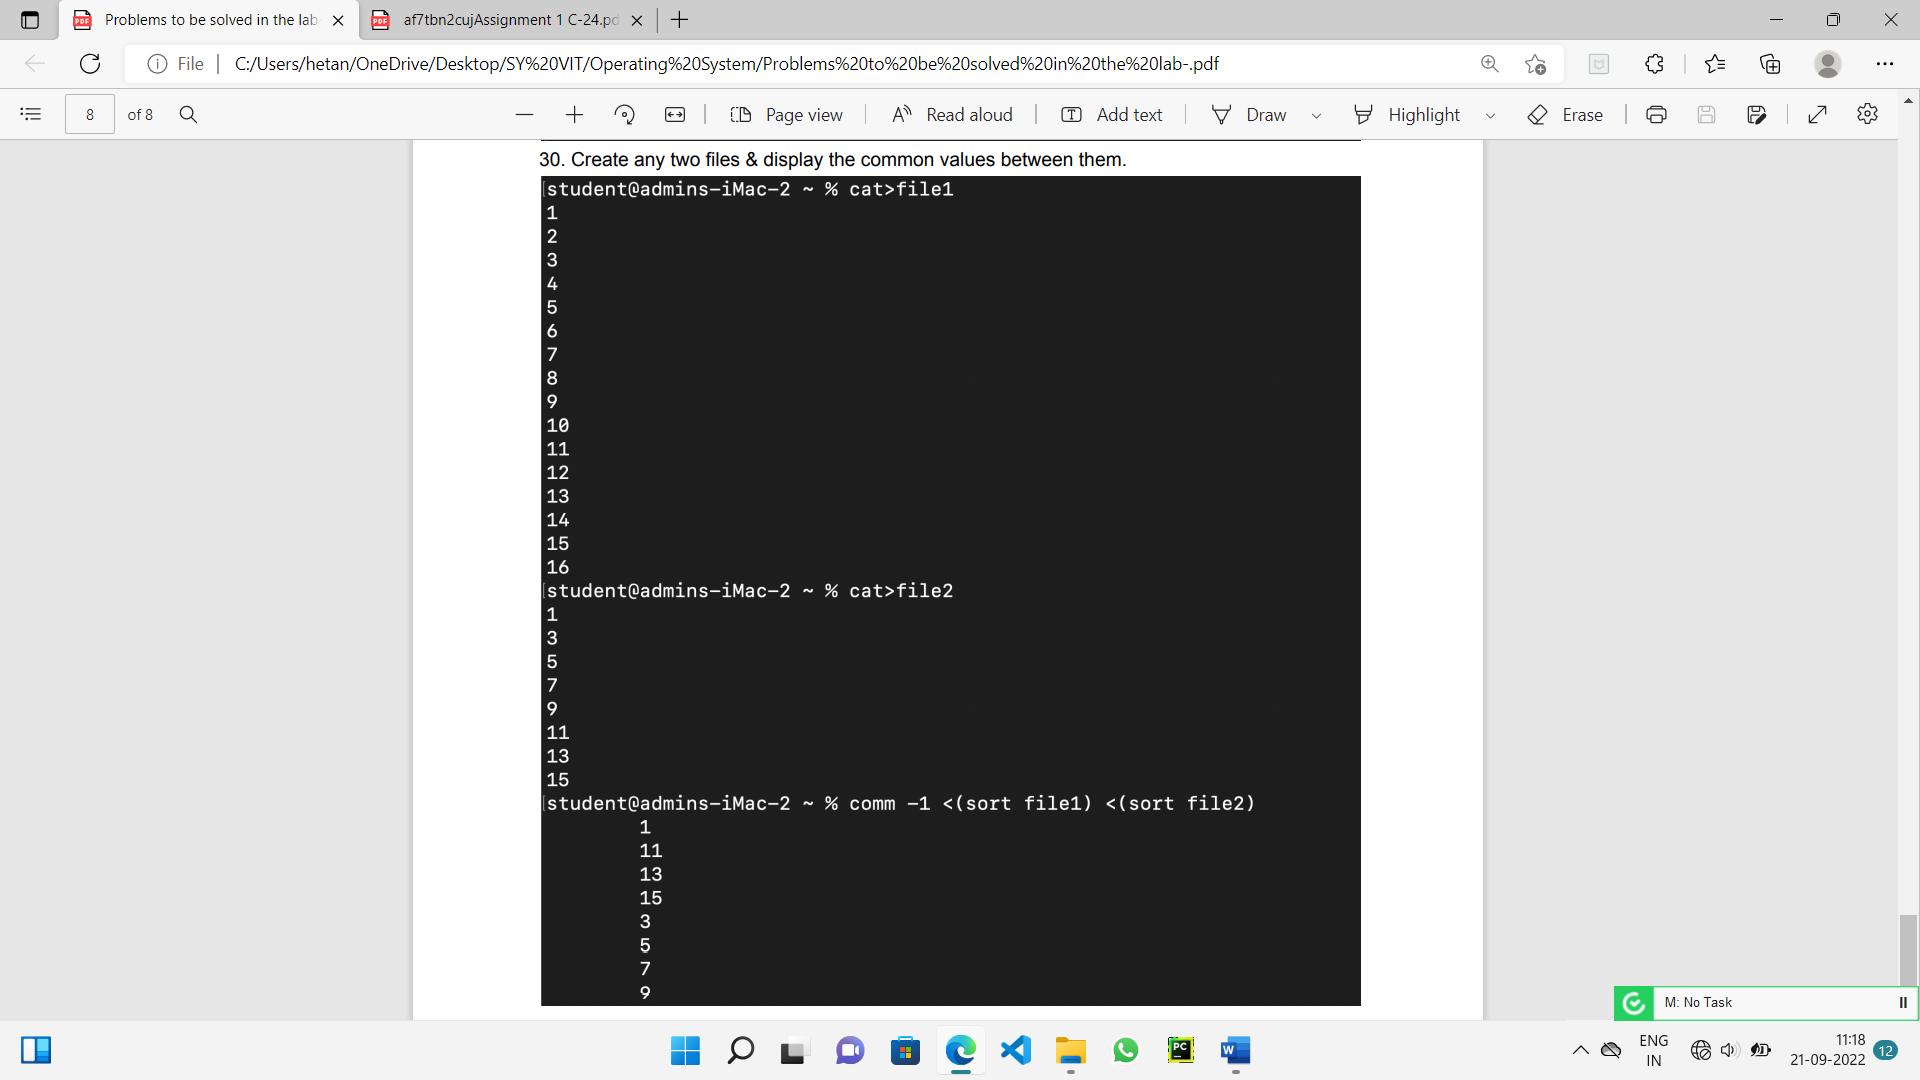 Problems to be solved in the lab
af7tbn2cujAssignment 1 C-24.pd
File
C:/Users/hetan/OneDrive/Desktop/SY%20VIT/Operating%20System/Problems%20to%20be%20solved%20in%20the%20lab-.pdf
8 of 8
Page view
Read aloud
Add text
Draw
Highlight
Erase
30. Create any two files & display the common values between them.
student@admins-iMac-2 ~ % cat>file1
1
2
3
4
5
6
7
8
9
10
11
12
13
14
15
16
student@admins-iMac-2 ~ % cat>file2
1
3
5
7
9
11
13
15
student@admins-iMac-2 ~ % comm -1 <(sort file1) <(sort file2)
1
11
13
15
3
5
7
9
M: No Task
ENG
IN
11:18
21-09-2022
12